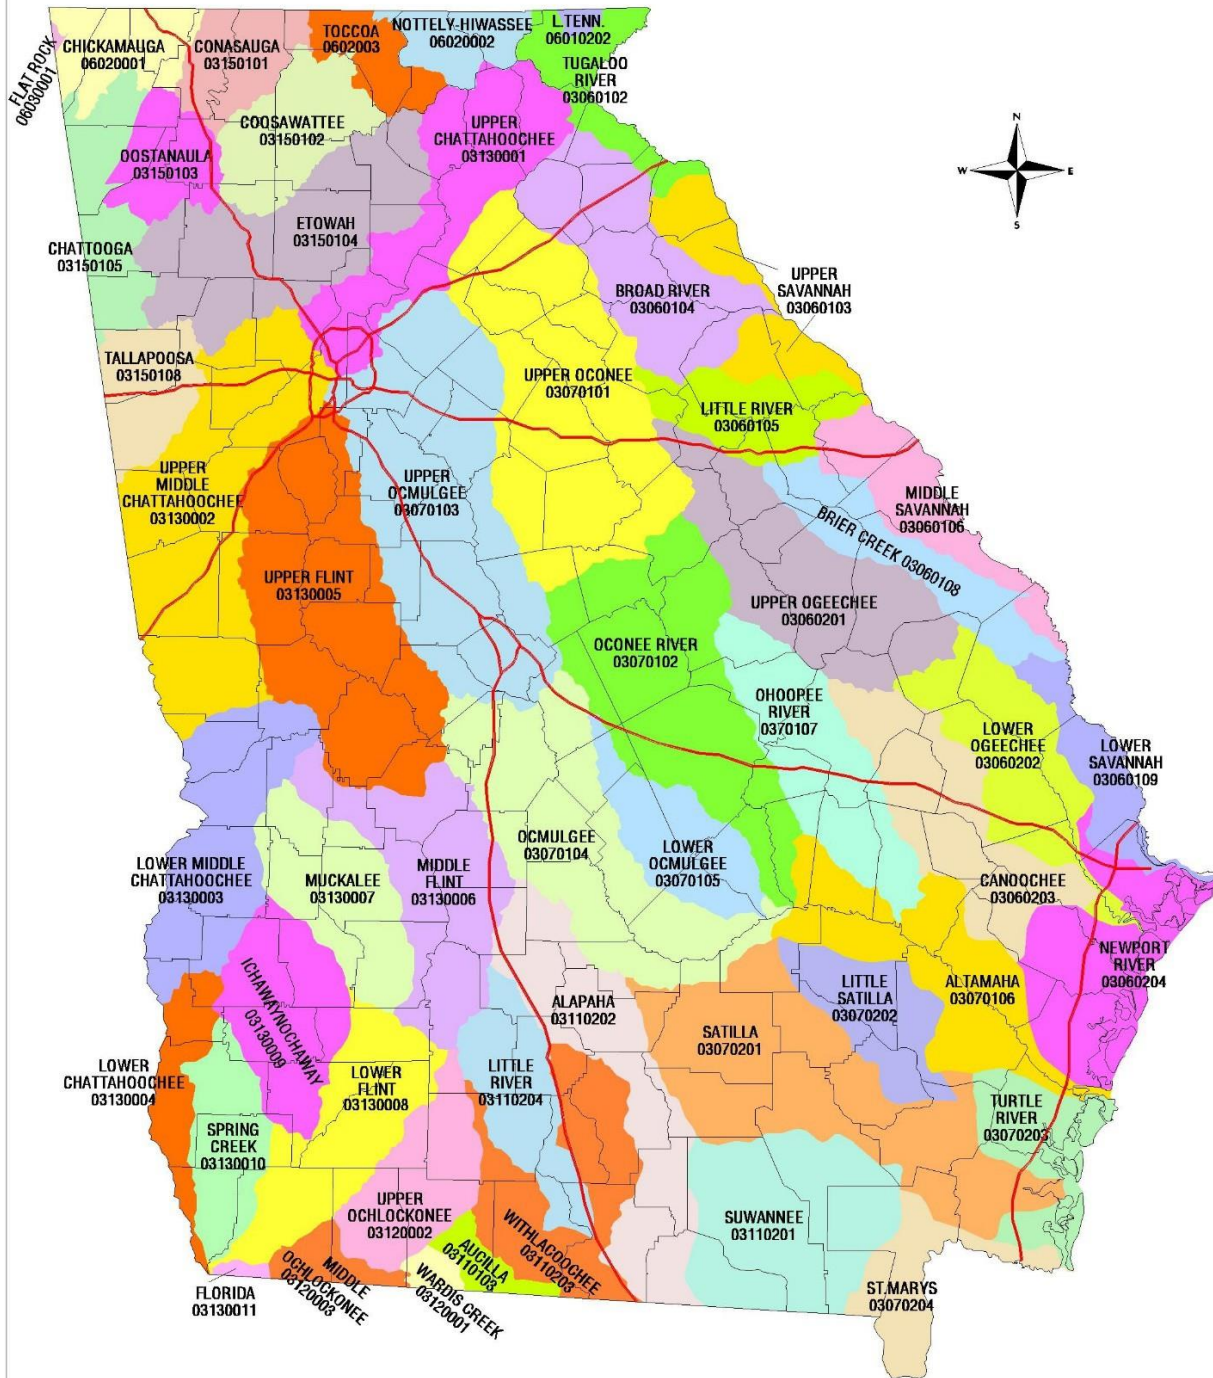 CHICKAMAUGA
06020001
CONASAUGA
03150101
TOCCOA
0602003
NOTTELY-HIWASSEE
06020002
L.TENN.
06010202
FLAT ROCK
06030001
TUGALOO
RIVER
03060102
COOSAWATTEE
03150102
UPPER
CHATTAHOOCHEE
03130001
OOSTANAULA
03150103
N
W
E
S
ETOWAH
03150104
CHATTOOGA
03150105
BROAD RIVER
03060104
UPPER
SAVANNAH
03060103
TALLAPOOSA
03150108
UPPER OCONEE
03070101
LITTLE RIVER
03060105
UPPER
MIDDLE
CHATTAHOOCHEE
03130002
UPPER
OCMULGEE
03070103
MIDDLE
SAVANNAH
03060106
BRIER CREEK 03060108
UPPER FLINT
03130005
UPPER OGEECHEE
03060201
OCONEE RIVER
03070102
OHOOPEE
RIVER
0370107
LOWER
OGEECHEE
03060202
LOWER
SAVANNAH
03060109
LOWER MIDDLE
CHATTAHOOCHEE
03130003
MUCKALEE
03130007
MIDDLE
FLINT
03130006
OCMULGEE
03070104
LOWER
OCMULGEE
03070105
CANOOCHEE
03060203
NEWPORT
RIVER
03060204
ICHAWAYNOCHAWAY
03130009
ALAPAHA
03110202
SATILLA
03070201
LITTLE
SATILLA
03070202
ALTAMAHA
03070106
LOWER
CHATTAHOOCHEE
03130004
LOWER
FLINT
03130008
LITTLE
RIVER
03110204
TURTLE
RIVER
03070203
SPRING
CREEK
03130010
UPPER
OCHLOCKONEE
03120002
SUWANNEE
03110201
WITHLACOOCHEE
03110203
AUCILLA
03110103
WARDIS CREEK
03120001
MIDDLE
OCHLOCKONEE
03120003
FLORIDA
03130011
ST.MARYS
03070204